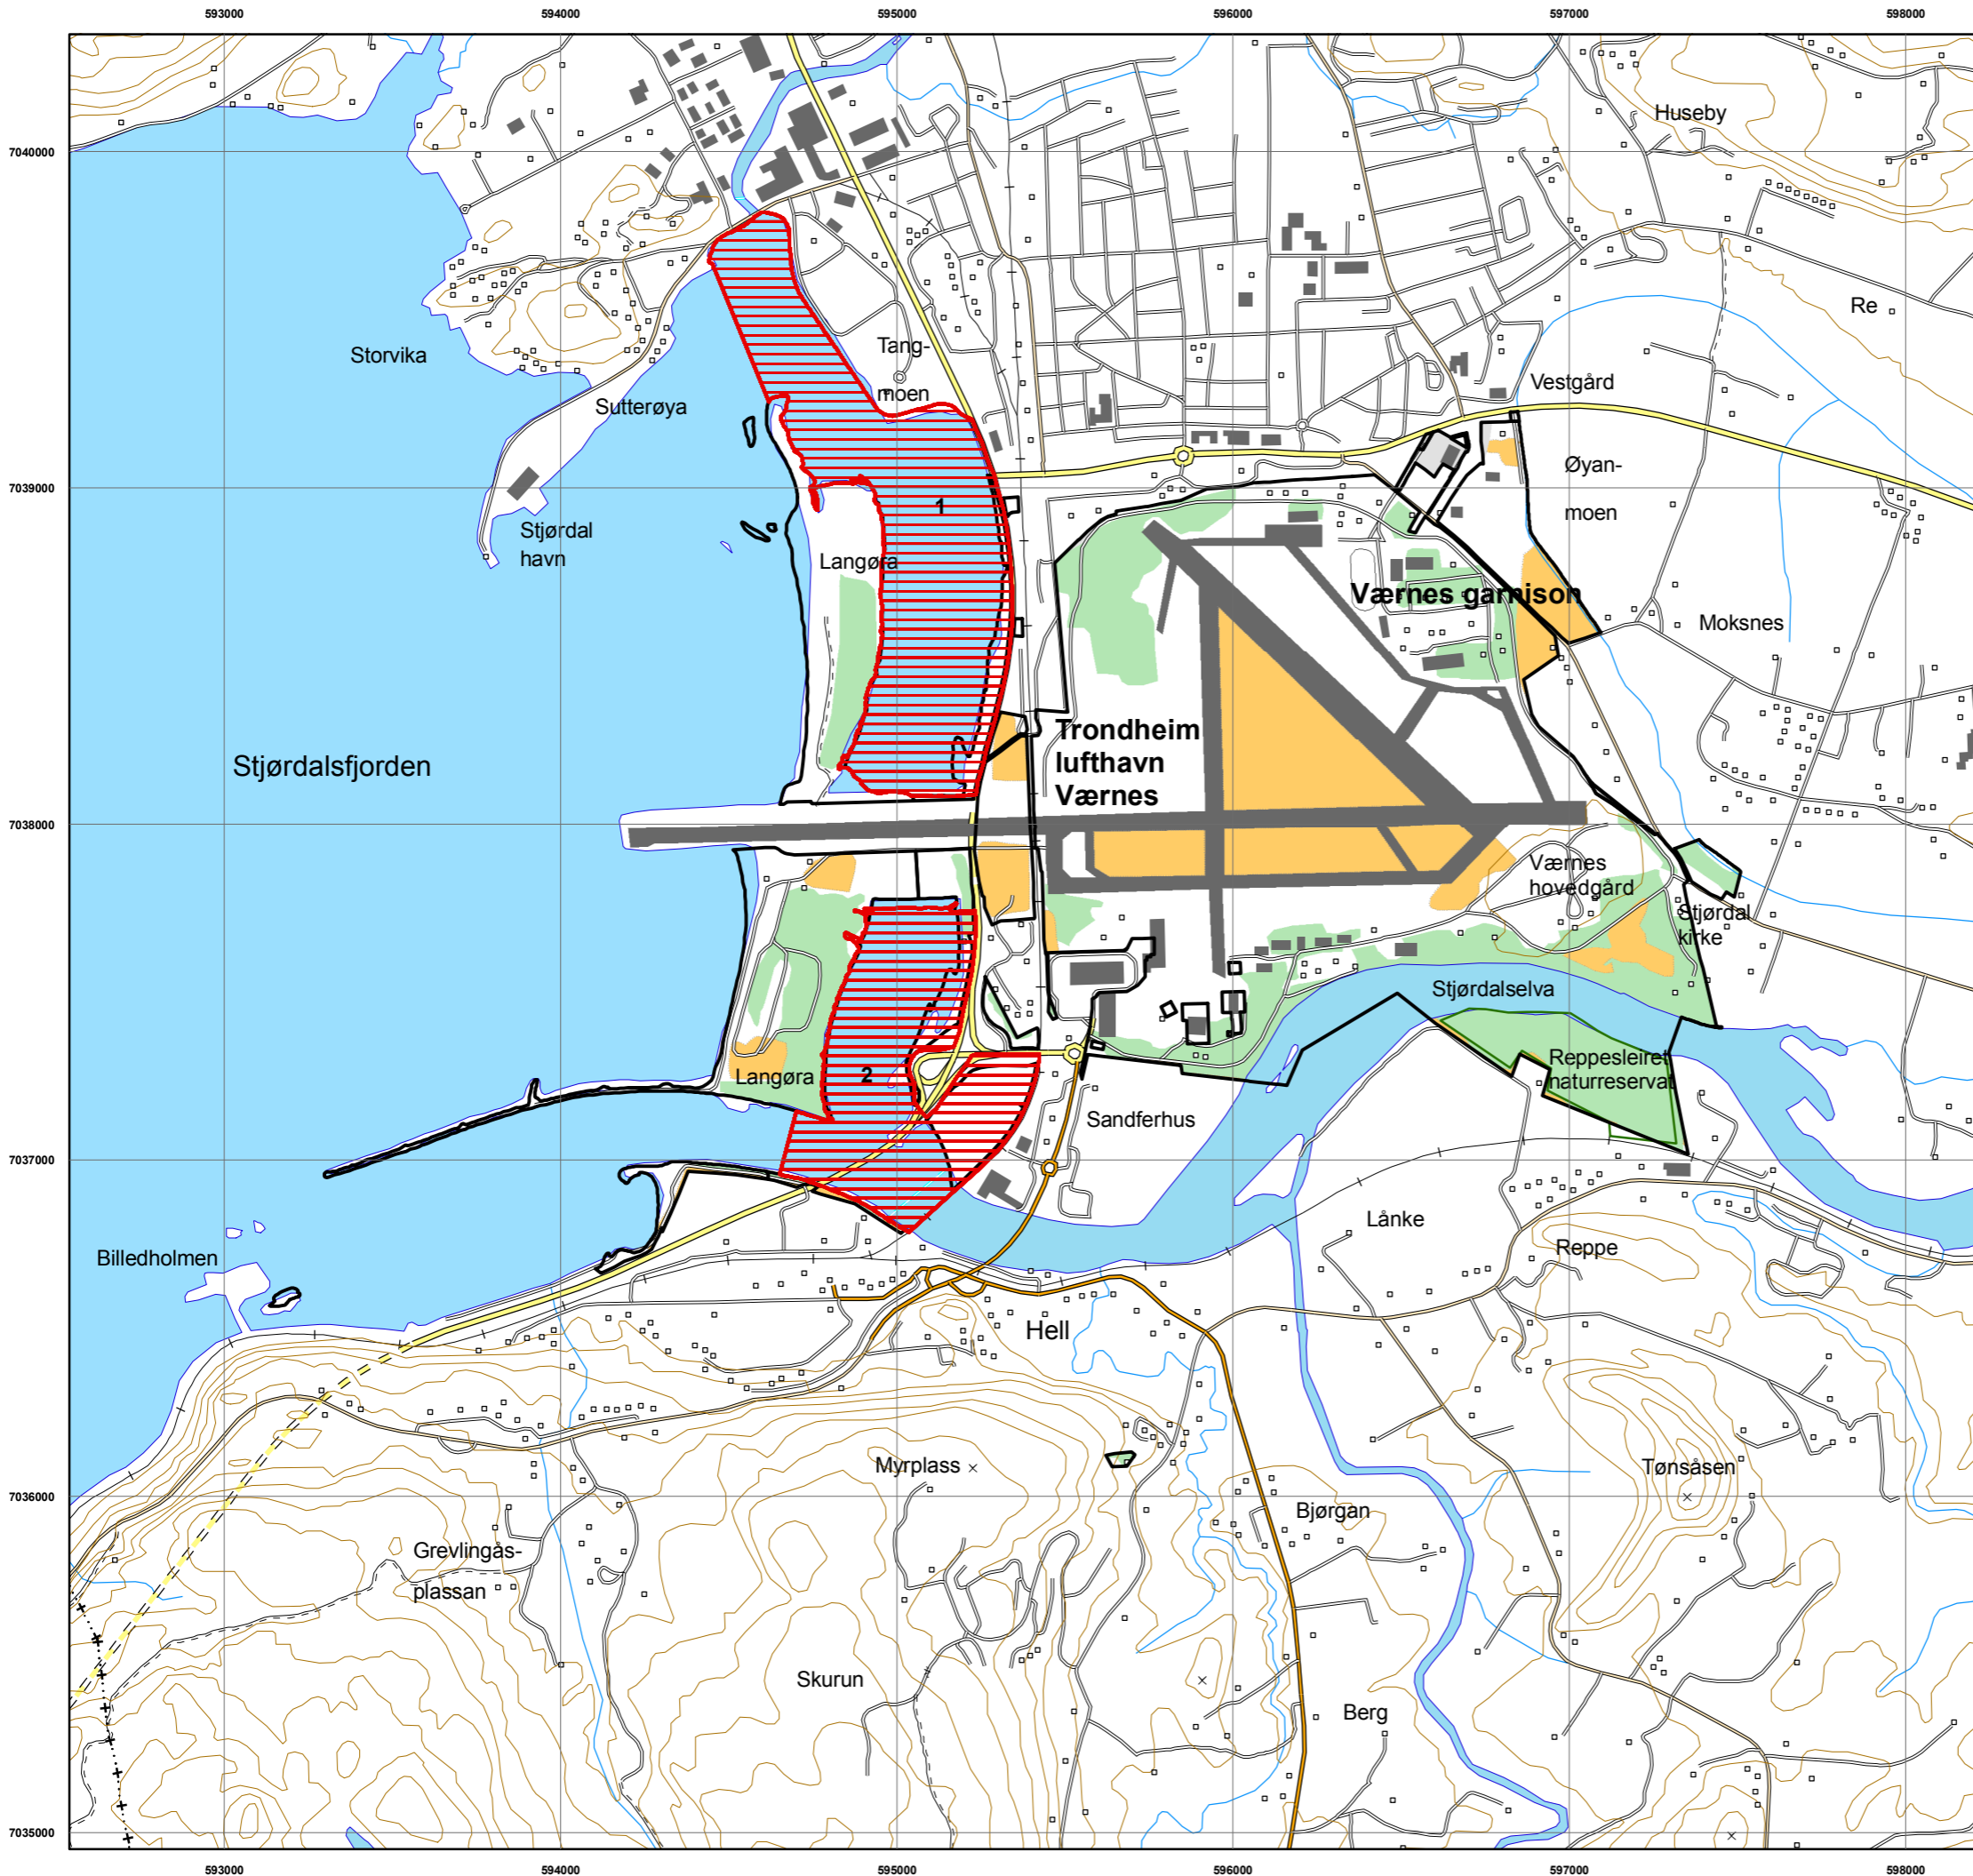 593000
594000
595000
596000
597000
598000
7040000
Huseby
Re
Storvika
Tang-
moen
Sutterøya
Vestgård
7039000
Øyan-
moen
1
Stjørdal
havn
Langøra
Værnes garnison
Moksnes
Stjørdalsfjorden
Trondheim
lufthavn
Værnes
7038000
Værnes
hovedgård
Stjørdal
kirke
Stjørdalselva
Reppesleiret
naturreservat
Langøra
2
Sandferhus
7037000
Lånke
Reppe
Billedholmen
Hell
Myrplass
Tønsåsen
7036000
Bjørgan
Grevlingås-
plassan
Skurun
Berg
7035000
593000
594000
595000
596000
597000
598000